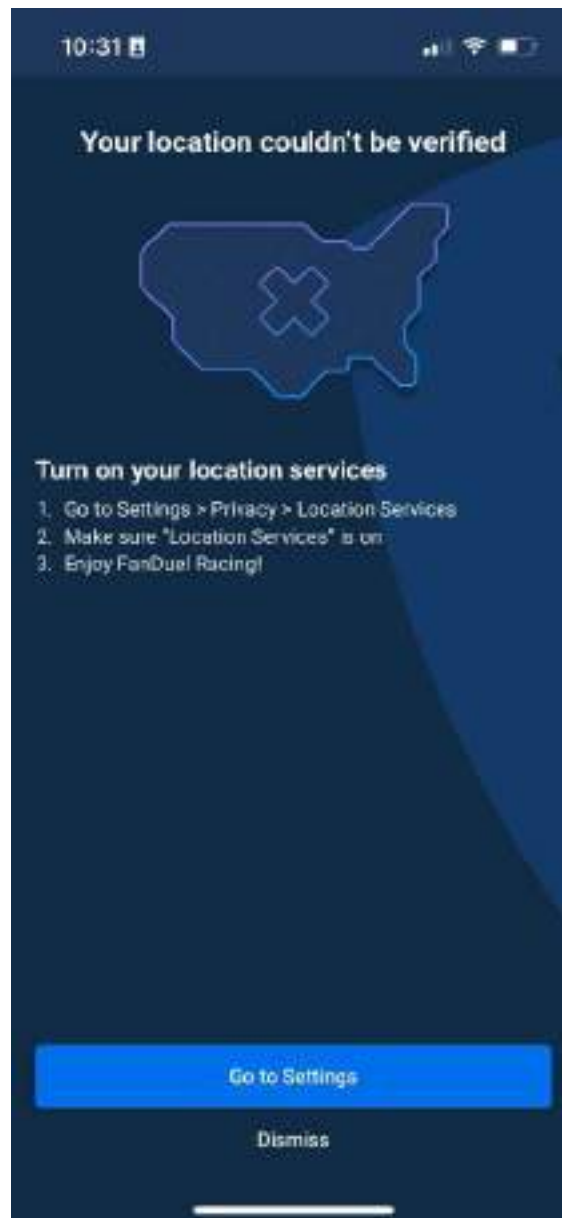 10:31
Your location couldn't be verified
Turn on your location services
1. Go to Settings > Privacy > Location Services
2. Make sure "Location Services" is on
3. Enjoy FanDuel Racing!
Go to Settings
Dismiss